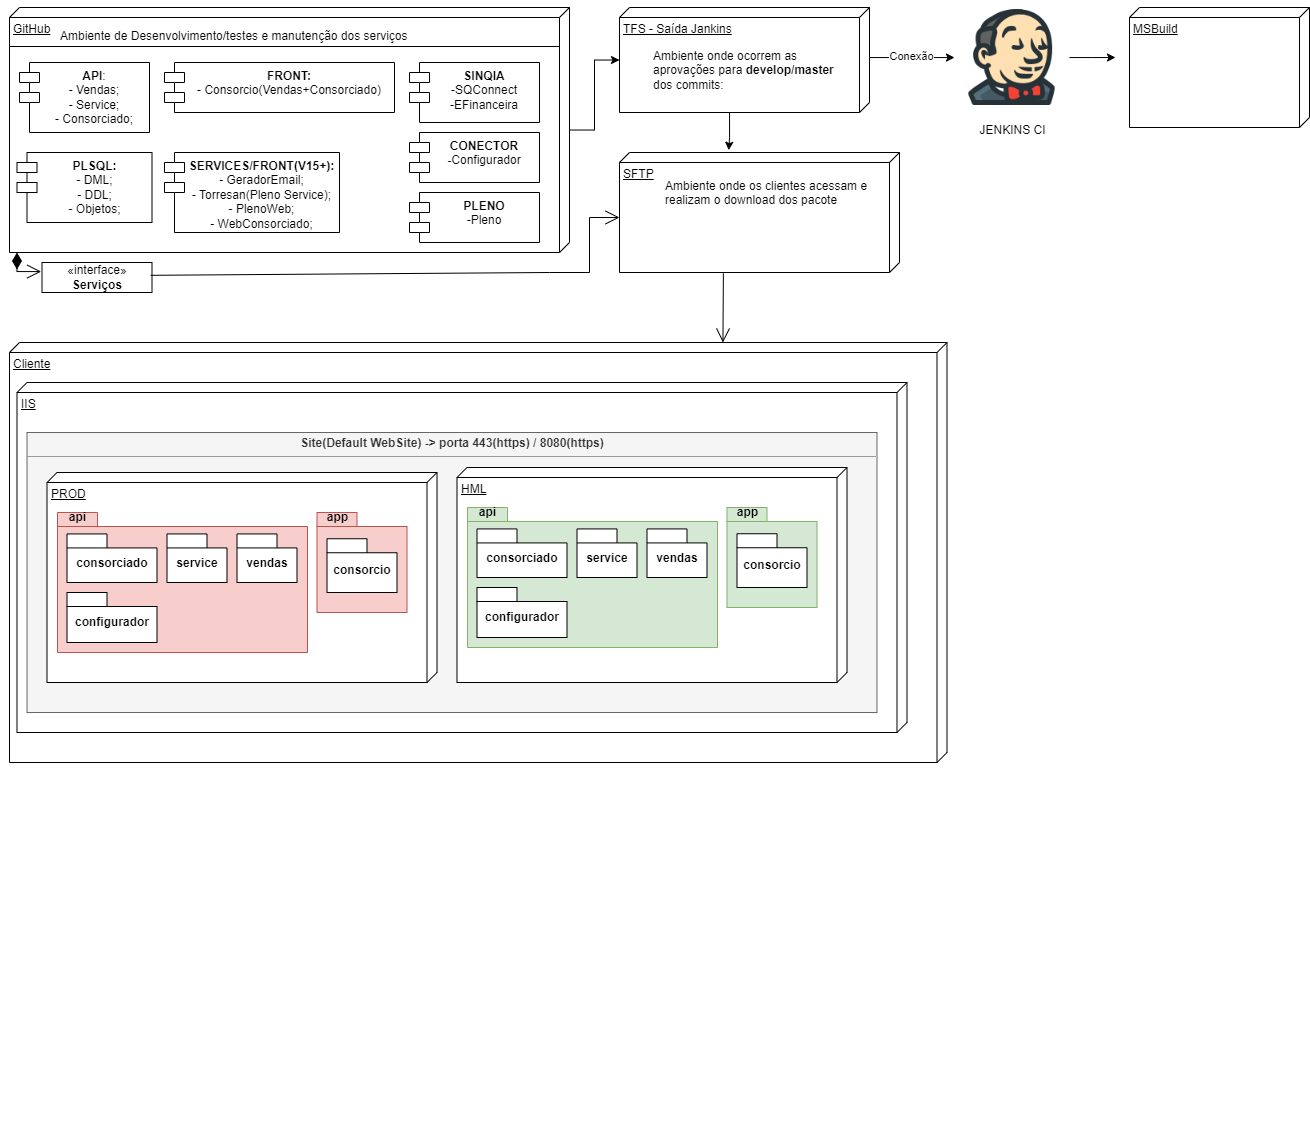 GitHub
Ambiente de Desenvolvimento/testes e manutenção dos serviços
API:
- Vendas;
- Service;
- Consorciado;
FRONT:
- Consorcio(Vendas+Consorciado)
SINQIA
-SQConnect
-EFinanceira
PLSQL:
- DML;
- DDL;
- Objetos;
SERVICES/FRONT(V15+):
- GeradorEmail;
- Torresan(Pleno Service);
- PlenoWeb;
- WebConsorciado;
CONECTOR
-Configurador
PLENO
-Pleno
«interface»
Serviços
TFS - Saída Jankins
Ambiente onde ocorrem as
aprovações para develop/master
dos commits:
Conexão
JENKINS CI
MSBuild
SFTP
Ambiente onde os clientes acessam e
realizam o download dos pacote
Cliente
IIS
Site(Default WebSite) -> porta 443(https) / 8080(https)
PROD
api
consorciado
service
vendas
configurador
app
consorcio
HML
api
consorciado
service
vendas
configurador
app
consorcio